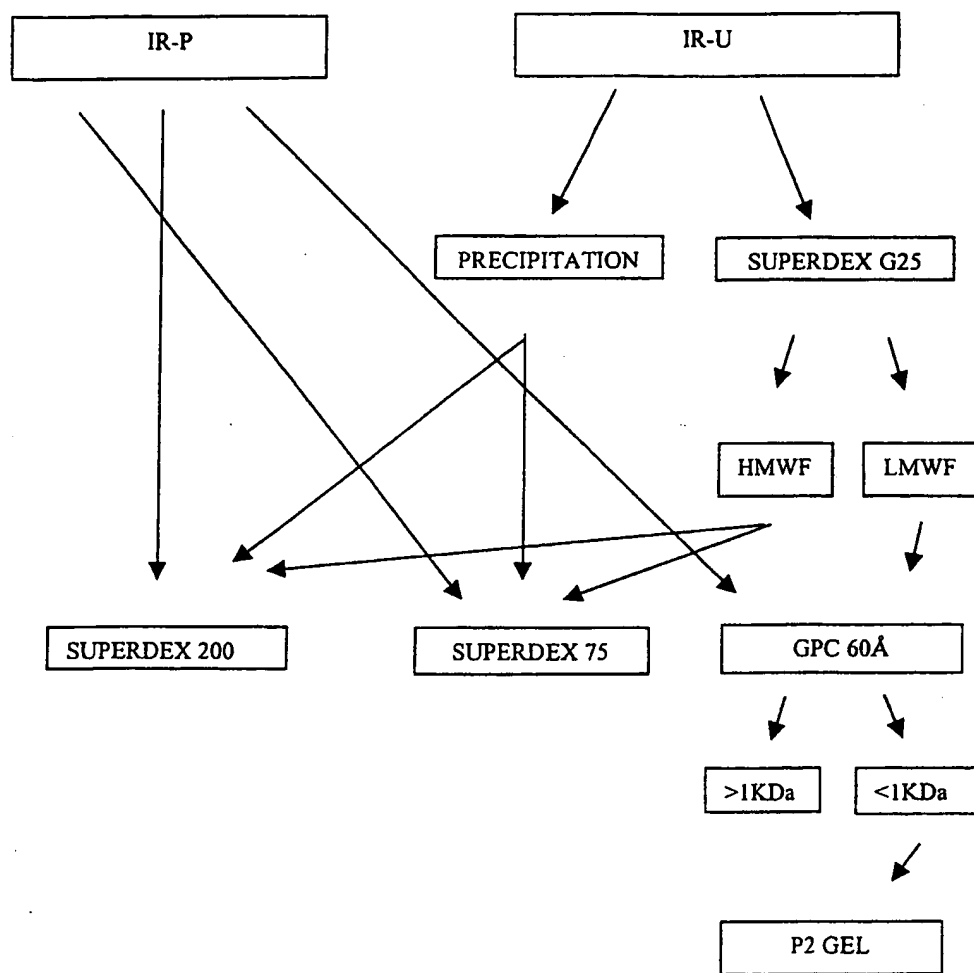 IR-P
IR-U
PRECIPITATION
SUPERDEX G25
HMWF
LMWF
SUPERDEX 200
SUPERDEX 75
GPC 60Å
>1KDa
<1KDa
P2 GEL